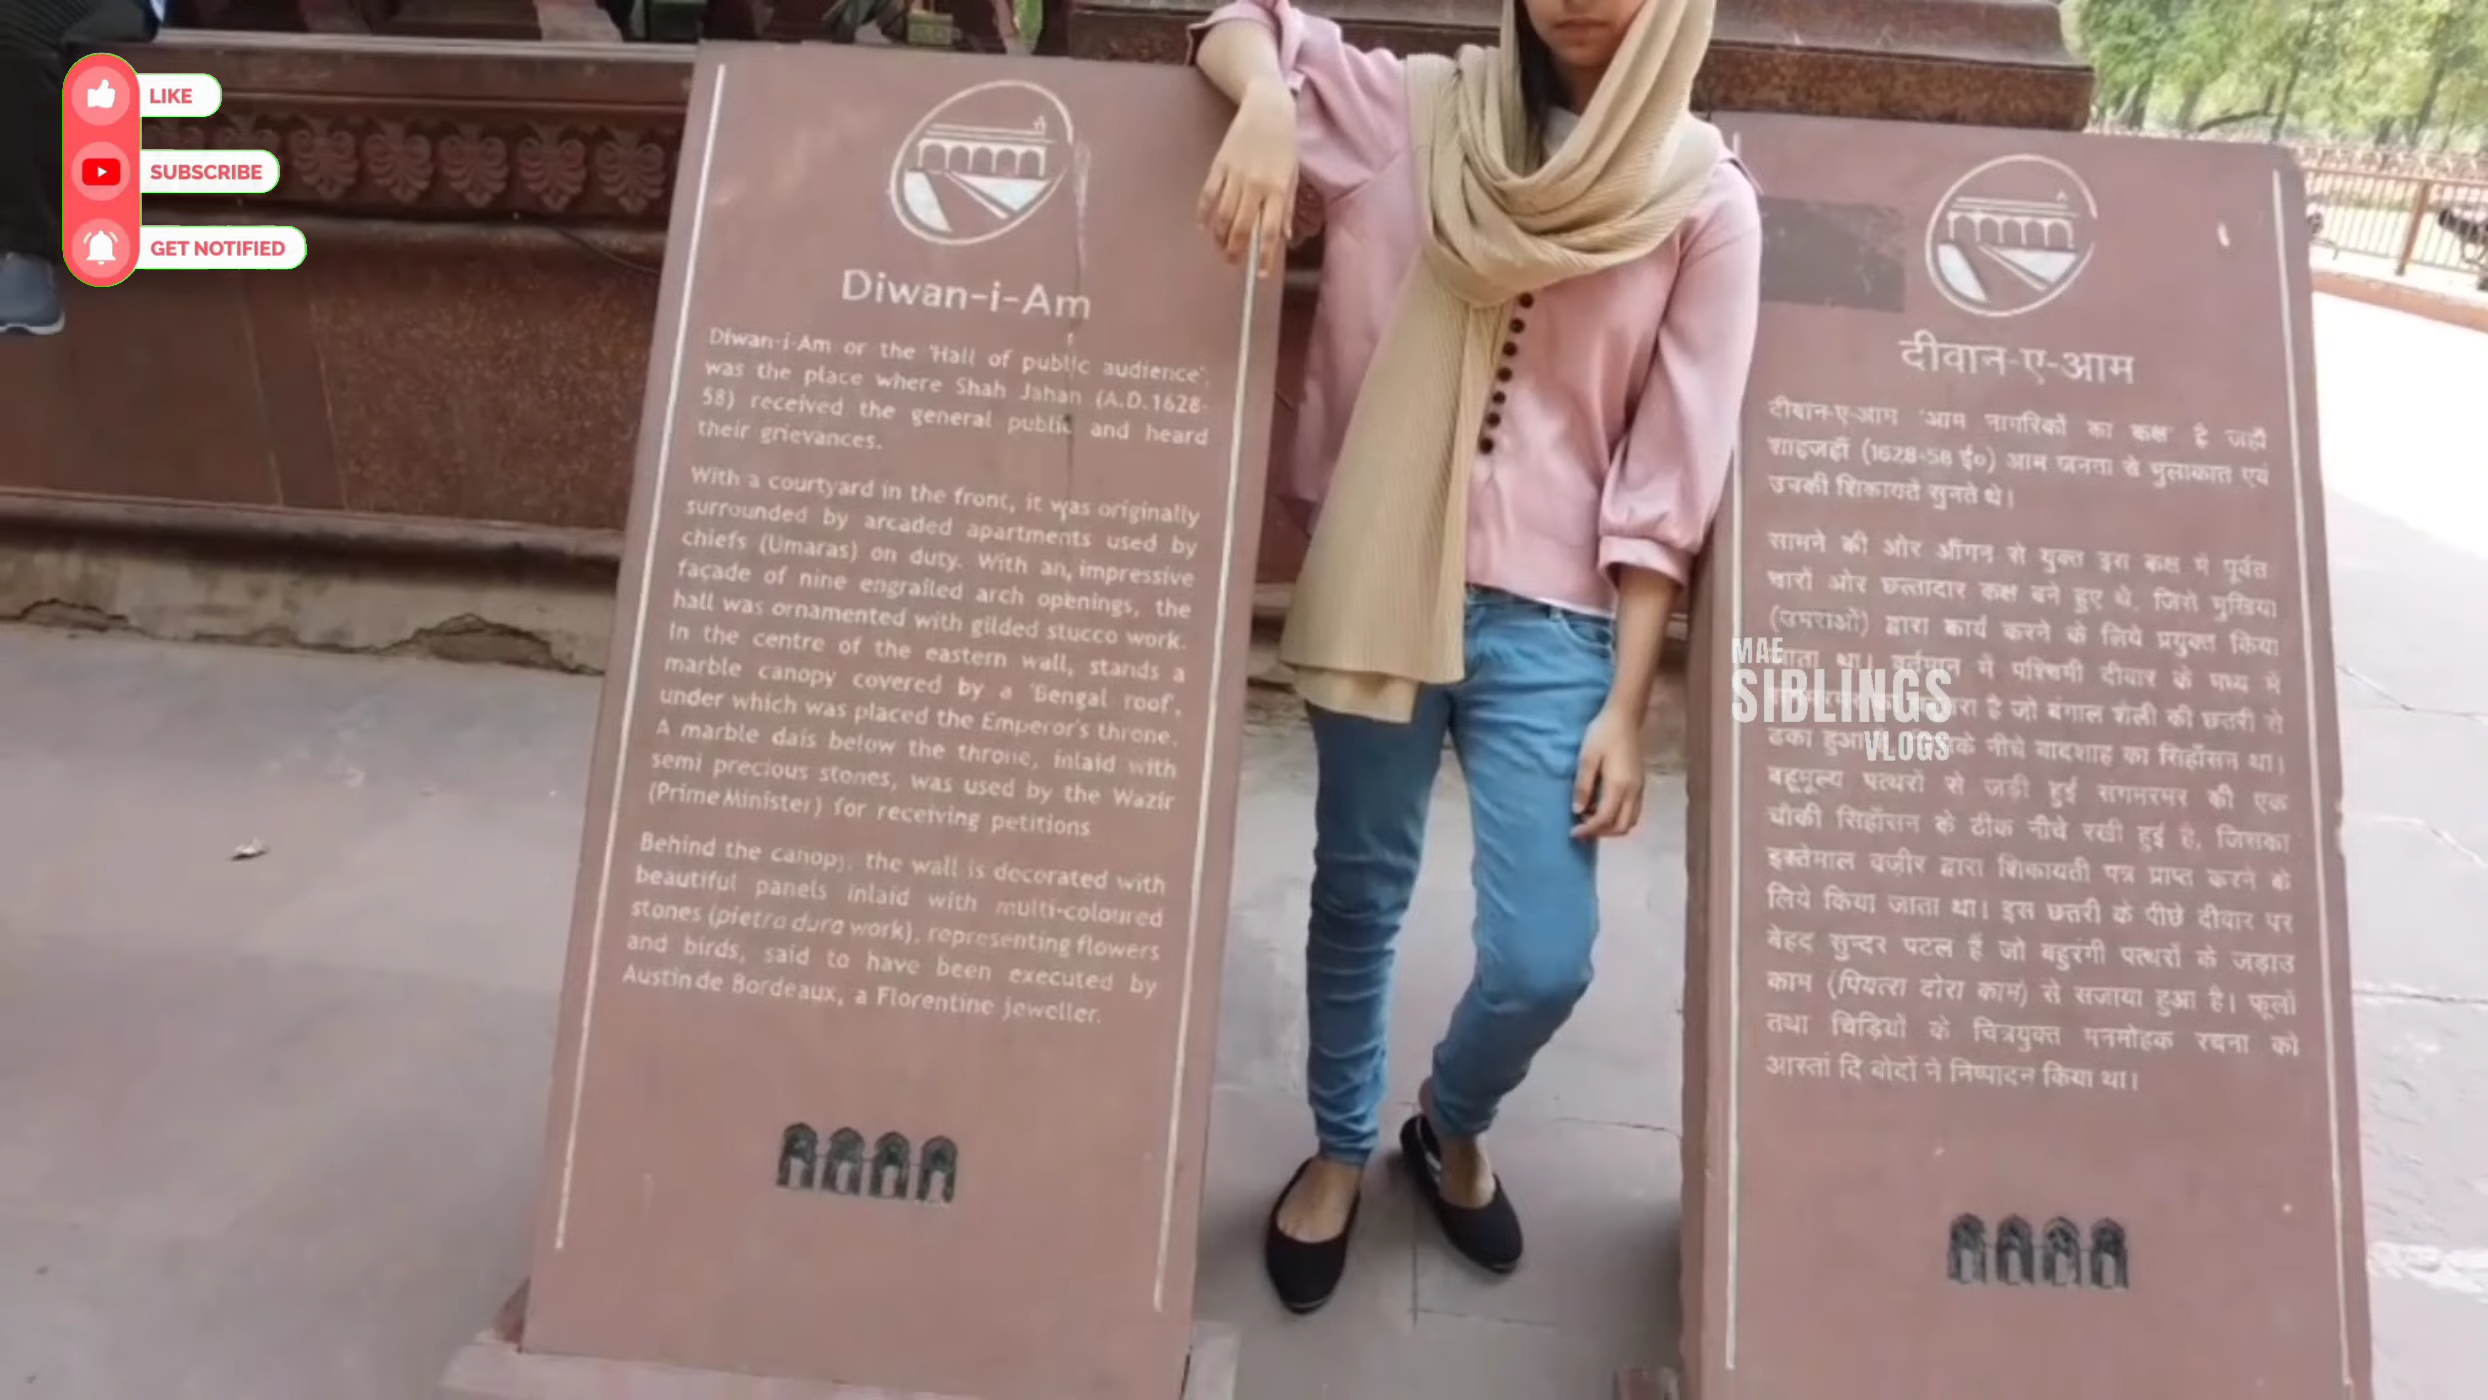 LIKE
SUBSCRIBE
GET NOTIFIED
Diwan-i-Am
Diwan-i-Am or the 'Hall of public audience',
was the place where Shah Jahan (A.D.1628-
58) received the general public and heard
their grievances.
With a courtyard in the front, it was originally
surrounded by arcaded apartments used by
chiefs (Umaras) on duty. With an, impressive
façade of nine engrailed arch openings, the
hall was ornamented with gilded stucco work.
In the centre of the eastern wall, stands a
marble canopy covered by a 'Bengal roof',
under which was placed the Emperor's throne.
A marble dais below the throne, inlaid with
semi precious stones, was used by the Wazir
(Prime Minister) for receiving petitions
Behind the canopy, the wall is decorated with
beautiful panels inlaid with multi-coloured
stones (pietra dura work), representing flowers
and birds, said to have been executed by
Austin de Bordeaux, a Florentine jeweller.
दीवान-ए-आम
दीवान-ए-आम 'आम नागरिकों का कक्ष' है जहाँ
शाहजहाँ (1628-58 ई०) आम जनता से मुलाकात एवं
उनकी शिकायतें सुनते थे।
सामने की ओर आँगन से युक्त इस कक्ष में पूर्वत
चारों ओर छल्लादार कक्ष बने हुए थे, जिसे मुखिया
(उमराओं) द्वारा कार्य करने के लिये प्रयुक्त किया
जाता था। वर्तमान में पश्चिमी दीवार के मध्य में
है जो बंगाल शैली की छतरी से
ढका हुआ नीचे बादशाह का सिहाँसन था।
बहूमूल्य पत्थरों से जड़ी हुई संगमरमर की एक
चौकी सिहाँसन के ठीक नीचे रखी हुई है, जिसका
इस्तेमाल वज़ीर द्वारा शिकायती पत्र प्राप्त करने के
लिये किया जाता था। इस छतरी के पीछे दीवार पर
बेहद सुन्दर पटल हैं जो बहुरंगी पत्थरों के जड़ाउ
काम (पियत्रा दोरा काम) से सजाया हुआ है। फूलों
तथा चिड़ियों के चित्रयुक्त मनमोहक रचना को
आस्तां दि बोर्दो ने निष्पादन किया था।
MAE
SIBLINGS
VLOGS